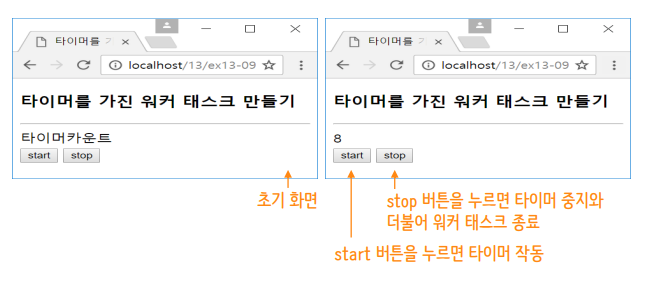 타이머를 가
localhost/13/ex13-09
타이머를 가진 워커 태스크 만들기
타이머카운트
start stop
초기 화면
타이머를 가
localhost/13/ex13-09
타이머를 가진 워커 태스크 만들기
8
start stop
stop 버튼을 누르면 타이머 중지와
더불어 워커 태스크 종료
start 버튼을 누르면 타이머 작동